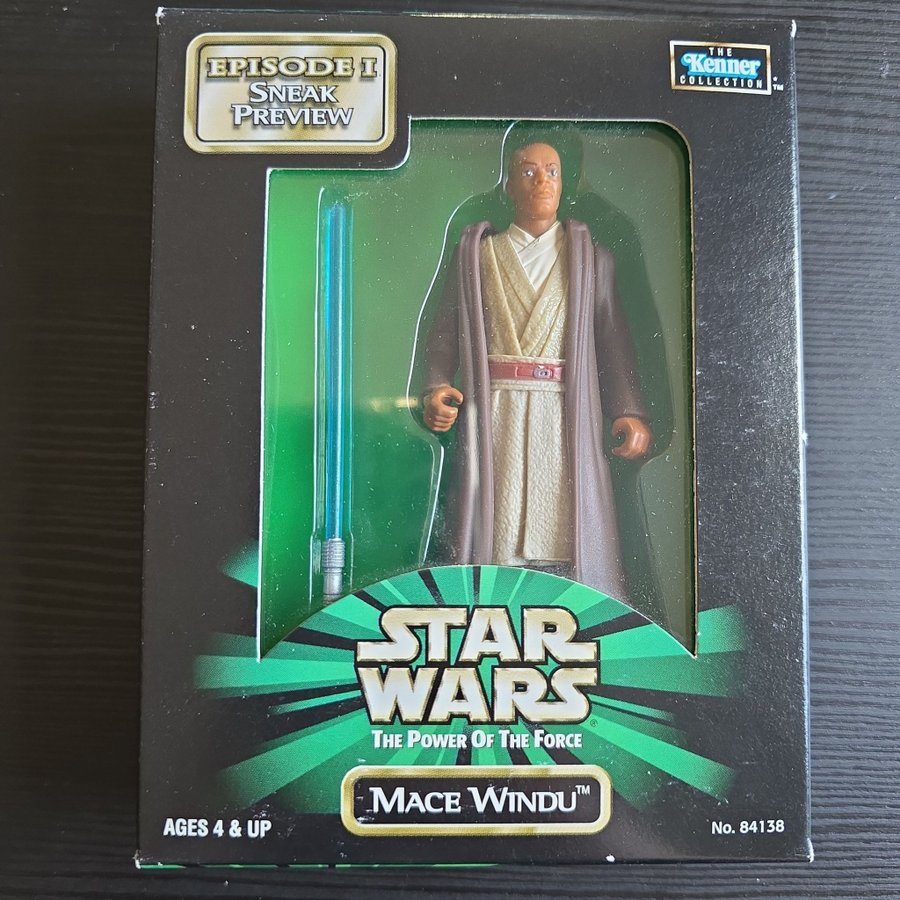 EPISODE I
SNEAK
PREVIEW
THE
Kenner
COLLECTION
™
STAR
WARS®
THE POWER OF THE FORCE
MACE WINDU™
AGES 4 & UP
No. 84138